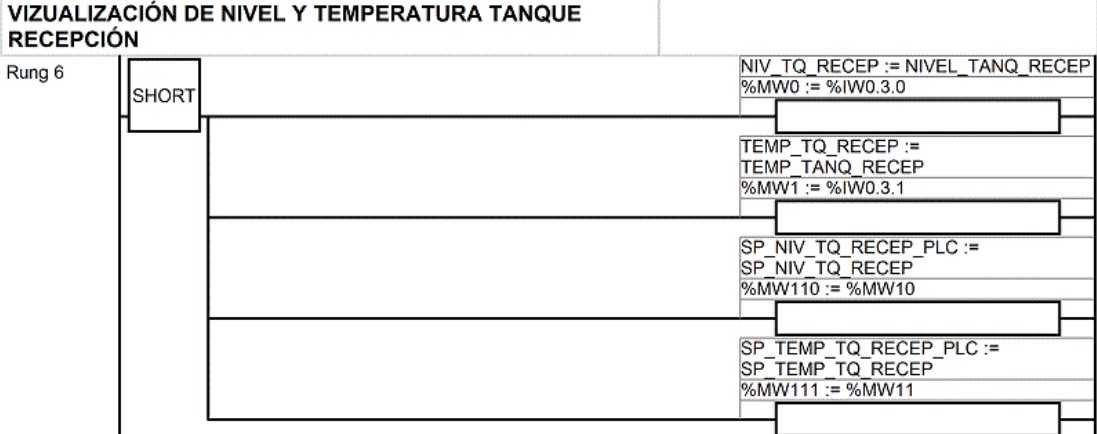 VIZUALIZACIÓN DE NIVEL Y TEMPERATURA TANQUE
RECEPCIÓN
Rung 6
SHORT
NIV_TQ_RECEP := NIVEL_TANQ_RECEP
%MW0 := %IW0.3.0
TEMP_TQ_RECEP :=
TEMP_TANQ_RECEP
%MW1 := %IW0.3.1
SP_NIV_TQ_RECEP_PLC :=
SP_NIV_TQ_RECEP
%MW110 := %MW10
SP_TEMP_TQ_RECEP_PLC :=
SP_TEMP_TQ_RECEP
%MW111 := %MW11